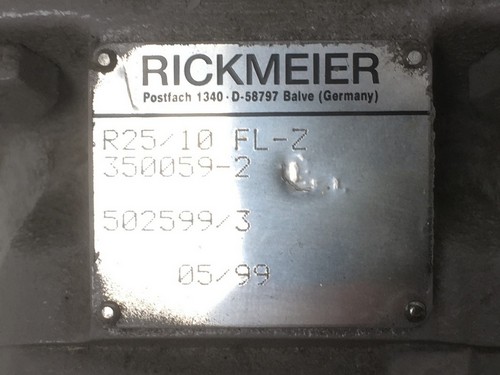 RICKMEIER
Postfach 1340 · D-58797 Balve (Germany)
R25/10 FL-Z
350059-2
502599/3
05/99